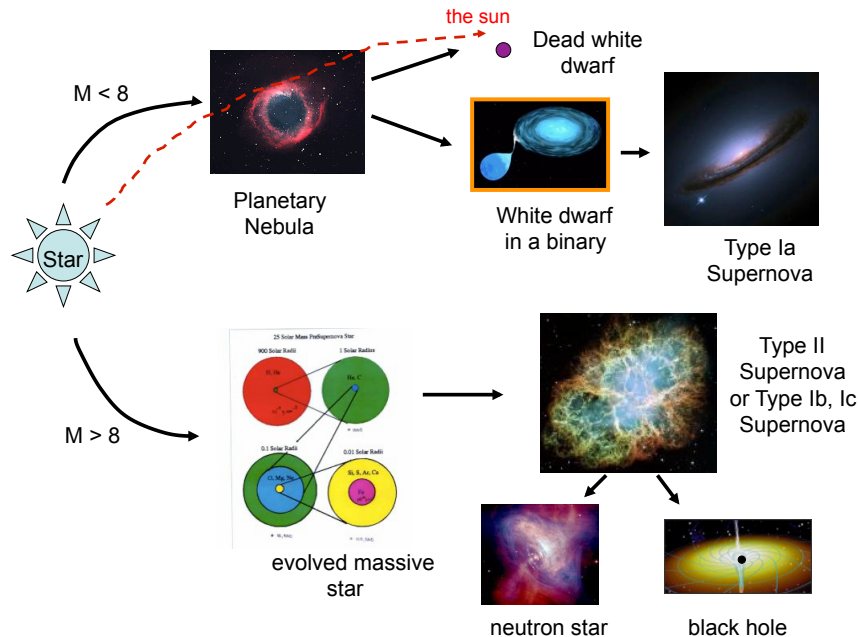 the sun
Dead white
dwarf
M < 8
Planetary
Nebula
White dwarf
in a binary
Type Ia
Supernova
Star
25 Solar Mass PreSupernova Star
900 Solar Radii
1 Solar Radius
H, He
He, C
0.1 Solar Radii
0.01 Solar Radii
O, Mg, Ne
Si, S, Ar, Ca
Fe
M > 8
evolved massive
star
Type II
Supernova
or Type Ib, Ic
Supernova
neutron star
black hole